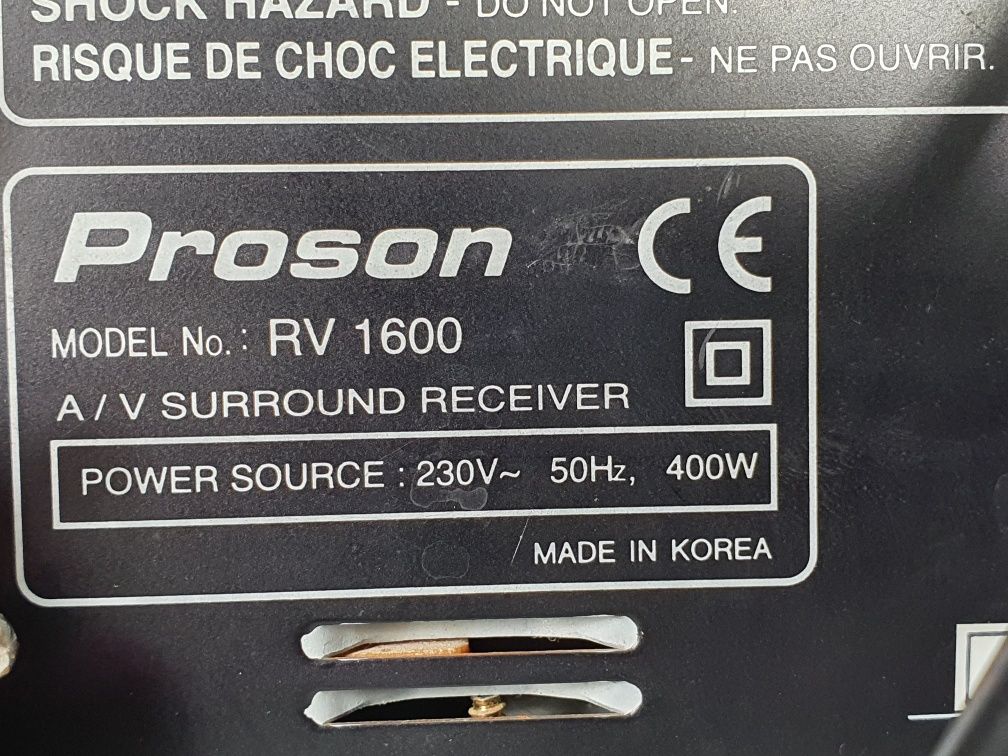 SHOCK HAZARD - DO NOT OPEN.
RISQUE DE CHOC ELECTRIQUE - NE PAS OUVRIR.
Proson CE
MODEL No. : RV 1600
A / V SURROUND RECEIVER
POWER SOURCE : 230V~ 50Hz, 400W
MADE IN KOREA